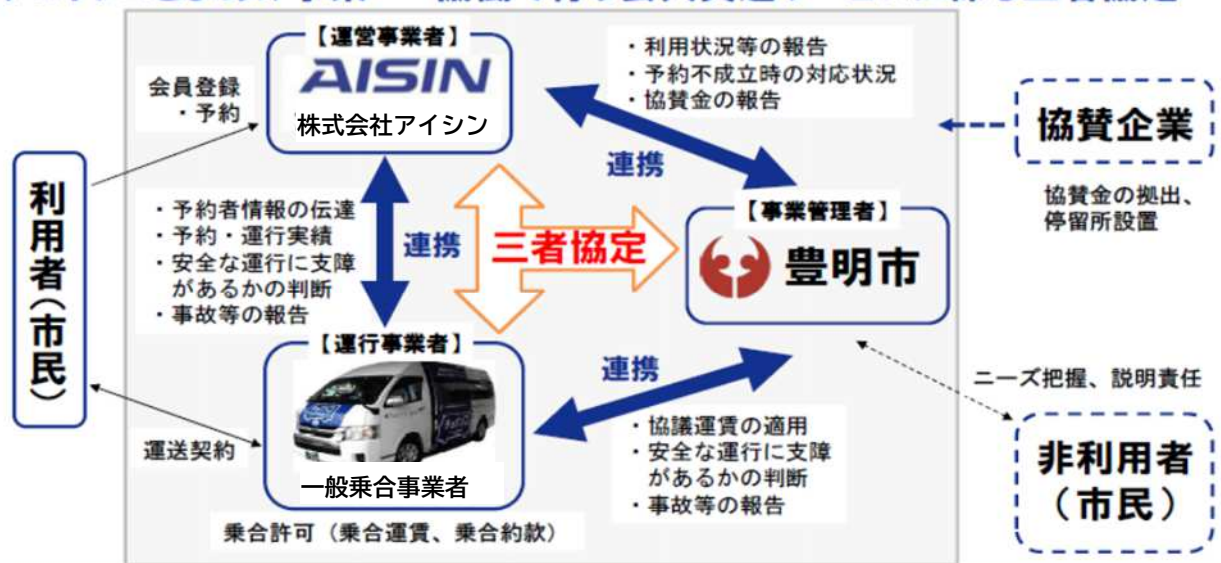 【運営事業者】
AISIN
株式会社アイシン
会員登録
・予約
・利用状況等の報告
・予約不成立時の対応状況
・協賛金の報告
連携
協賛企業
協賛金の拠出、
停留所設置
利用者(市民)
・予約者情報の伝達
・予約・運行実績
・安全な運行に支障
があるかの判断
・事故等の報告
連携
三者協定
【事業管理者】
豊明市
【運行事業者】
一般乗合事業者
運送契約
乗合許可（乗合運賃、乗合約款）
連携
・協議運賃の適用
・安全な運行に支障
があるかの判断
・事故等の報告
ニーズ把握、説明責任
非利用者
（市民）